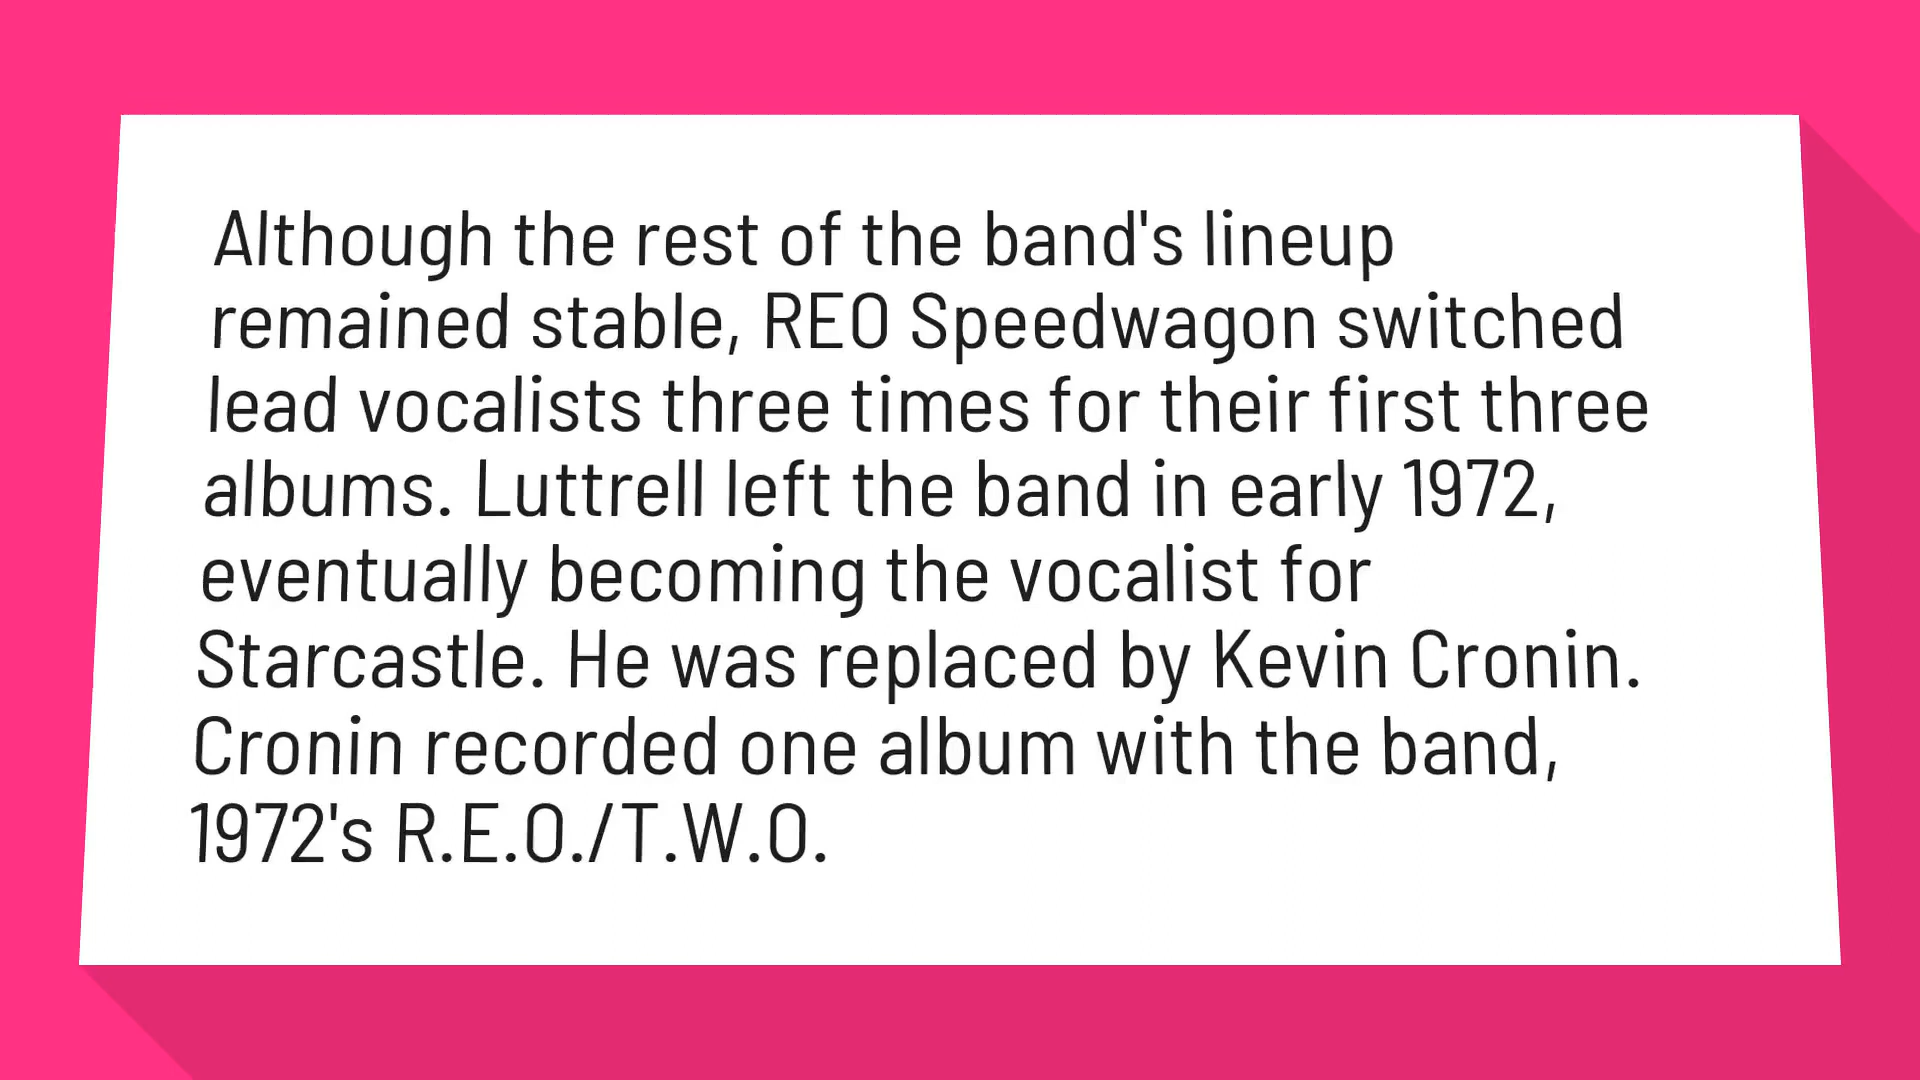 Although the rest of the band's lineup
remained stable, REO Speedwagon switched
lead vocalists three times for their first three
albums. Luttrell left the band in early 1972,
eventually becoming the vocalist for
Starcastle. He was replaced by Kevin Cronin.
Cronin recorded one album with the band,
1972's R.E.O./T.W.O.